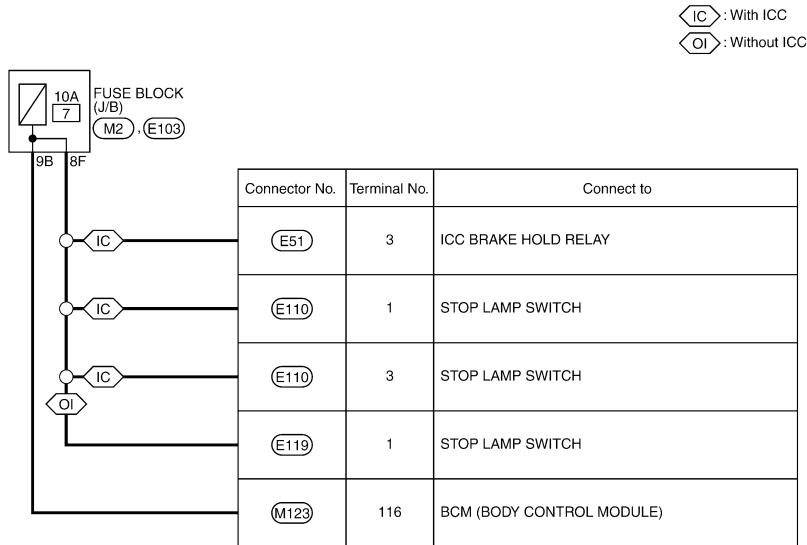 IC : With ICC
OI : Without ICC
10A
7
FUSE BLOCK
(J/B)
M2 , E103
9B 8F
Connector No. Terminal No. Connect to
IC E51 3 ICC BRAKE HOLD RELAY
IC E110 1 STOP LAMP SWITCH
IC E110 3 STOP LAMP SWITCH
OI
E119 1 STOP LAMP SWITCH
M123 116 BCM (BODY CONTROL MODULE)